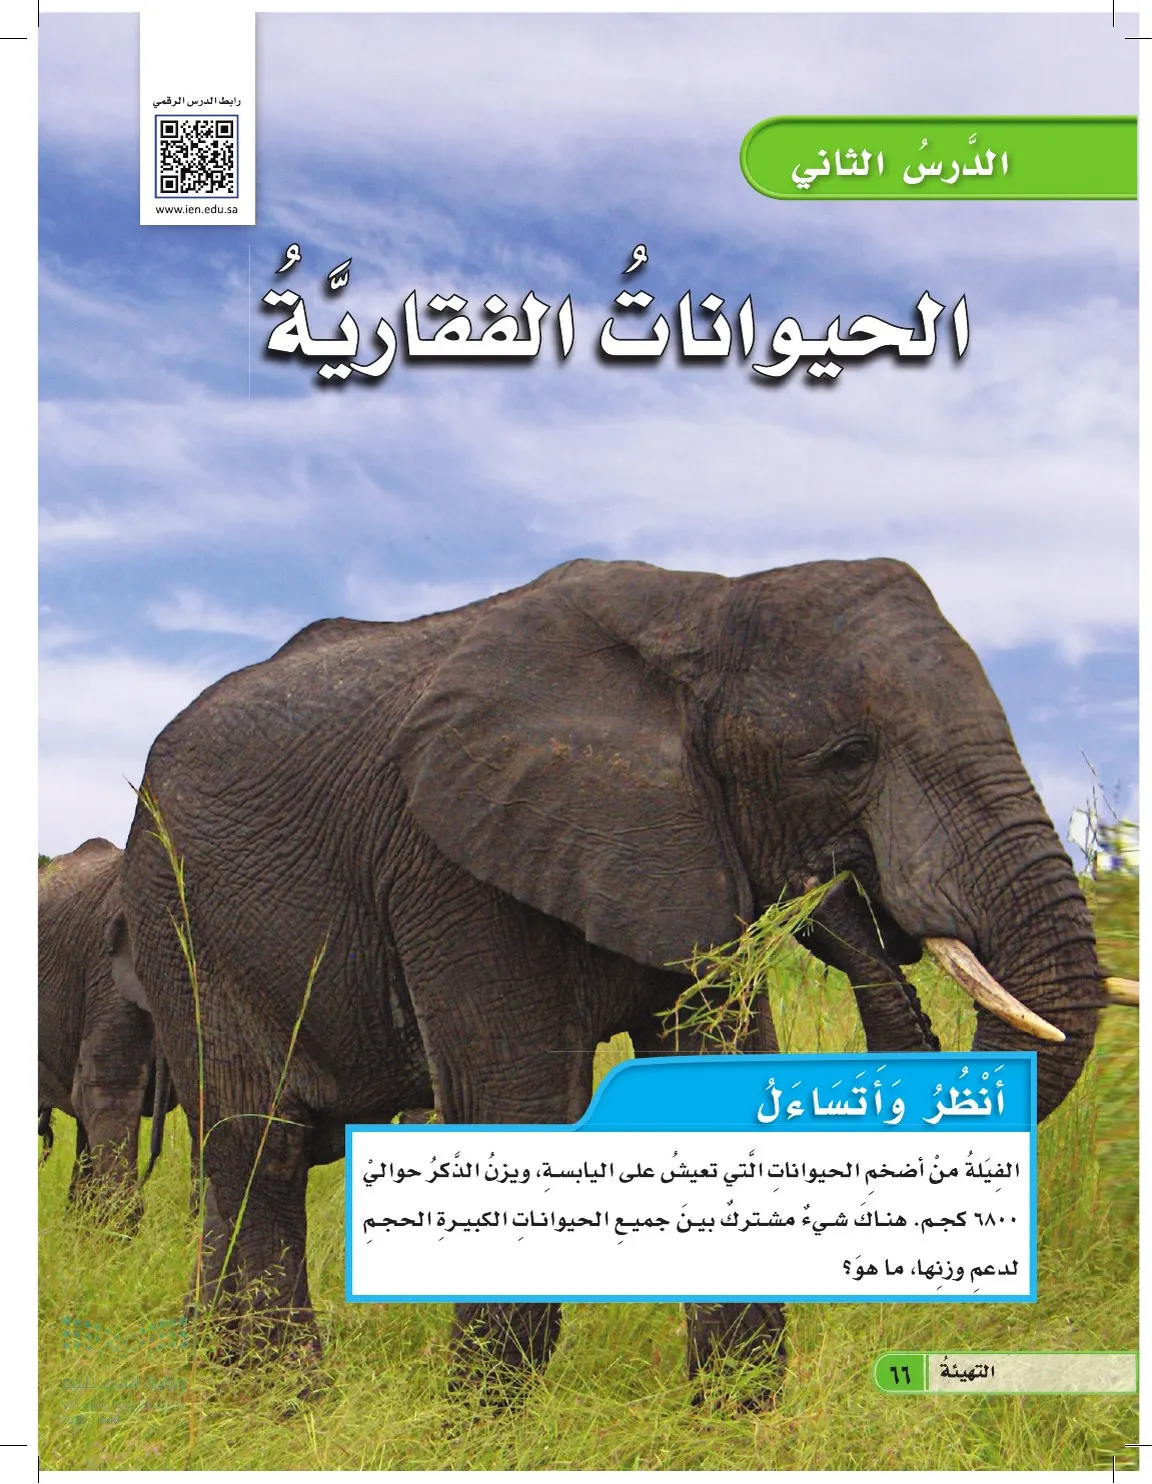 رابط الدرس الرقمي
www.ien.edu.sa
الدَّرسُ الثاني
الحيواناتُ الفقاريَّةُ
أَنْظُرُ وَأَتَسَاءَلُ
الفِيَلةُ منْ أضخمِ الحيواناتِ الَّتي تعيشُ على اليابسةِ، ويزنُ الذَّكرُ حواليْ
٦٨٠٠ كجم. هناكَ شيءٌ مشتركٌ بينَ جميعِ الحيواناتِ الكبيرةِ الحجمِ
لدعمِ وزنِها، ما هوَ؟
التهيئةُ ٦٦